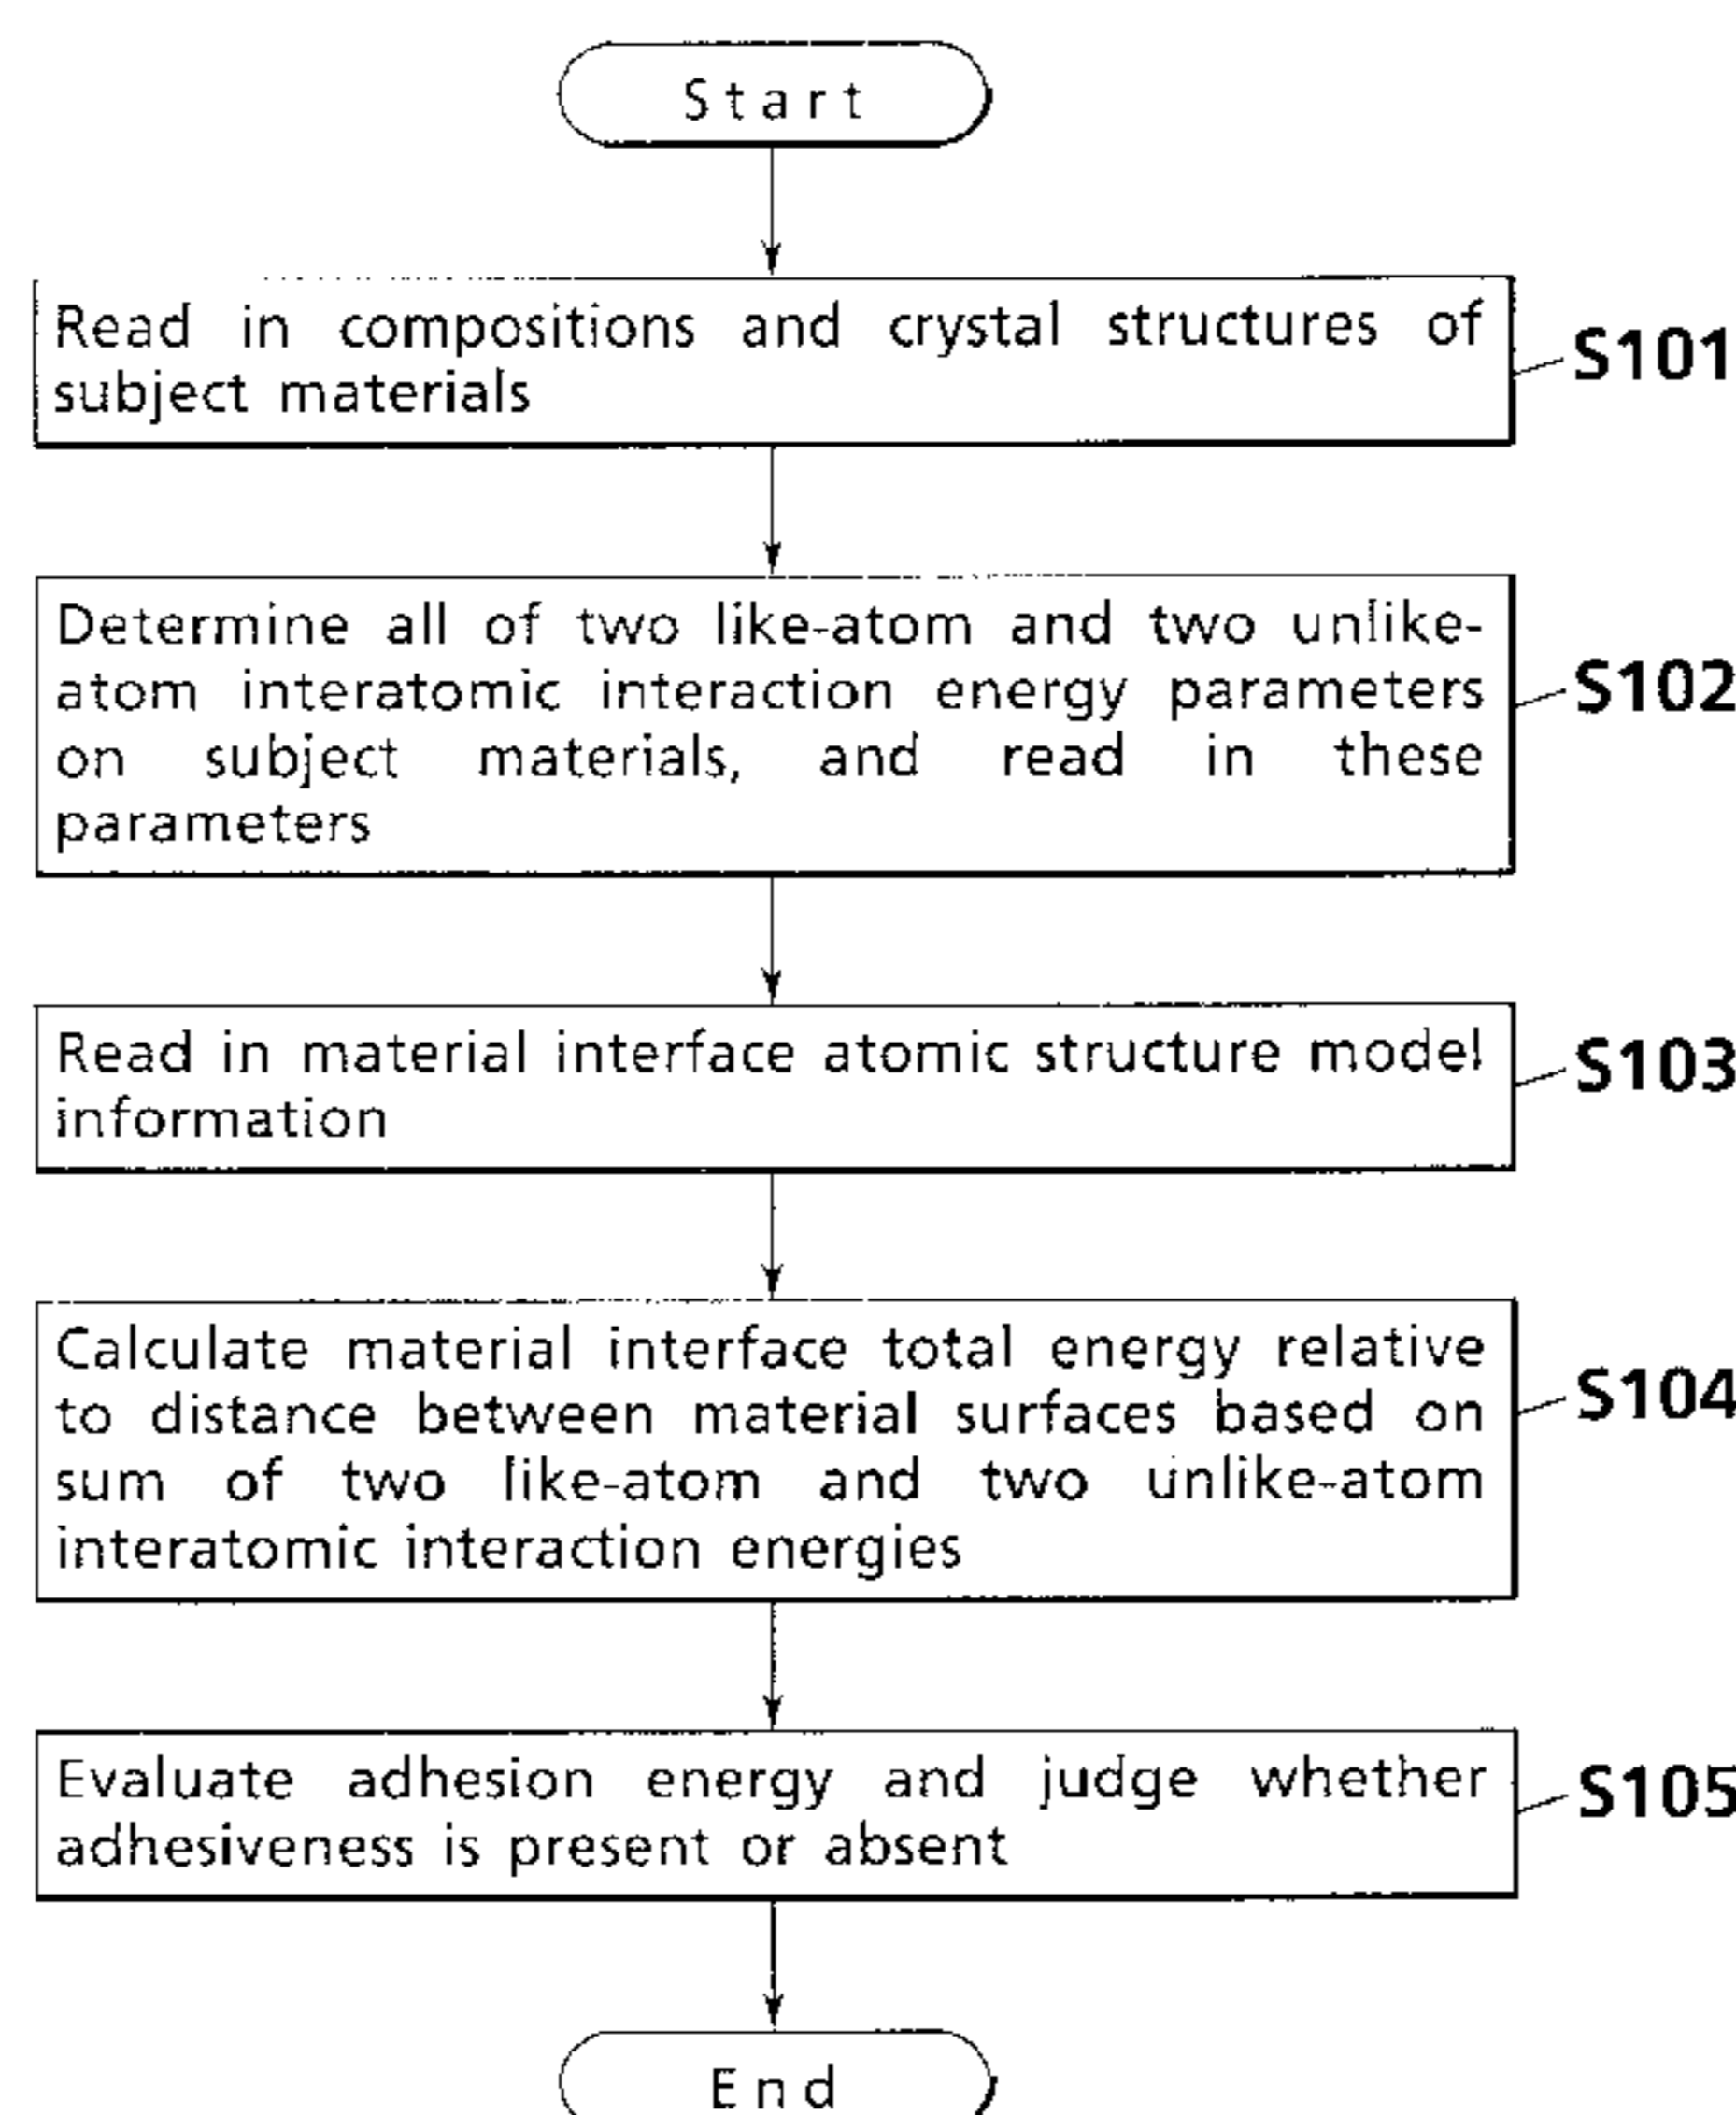 Start
Read in compositions and crystal structures of
subject materials
S101
Determine all of two like-atom and two unlike-
atom interatomic interaction energy parameters
on subject materials, and read in these
parameters
S102
Read in material interface atomic structure model
information
S103
Calculate material interface total energy relative
to distance between material surfaces based on
sum of two like-atom and two unlike-atom
interatomic interaction energies
S104
Evaluate adhesion energy and judge whether
adhesiveness is present or absent
S105
End